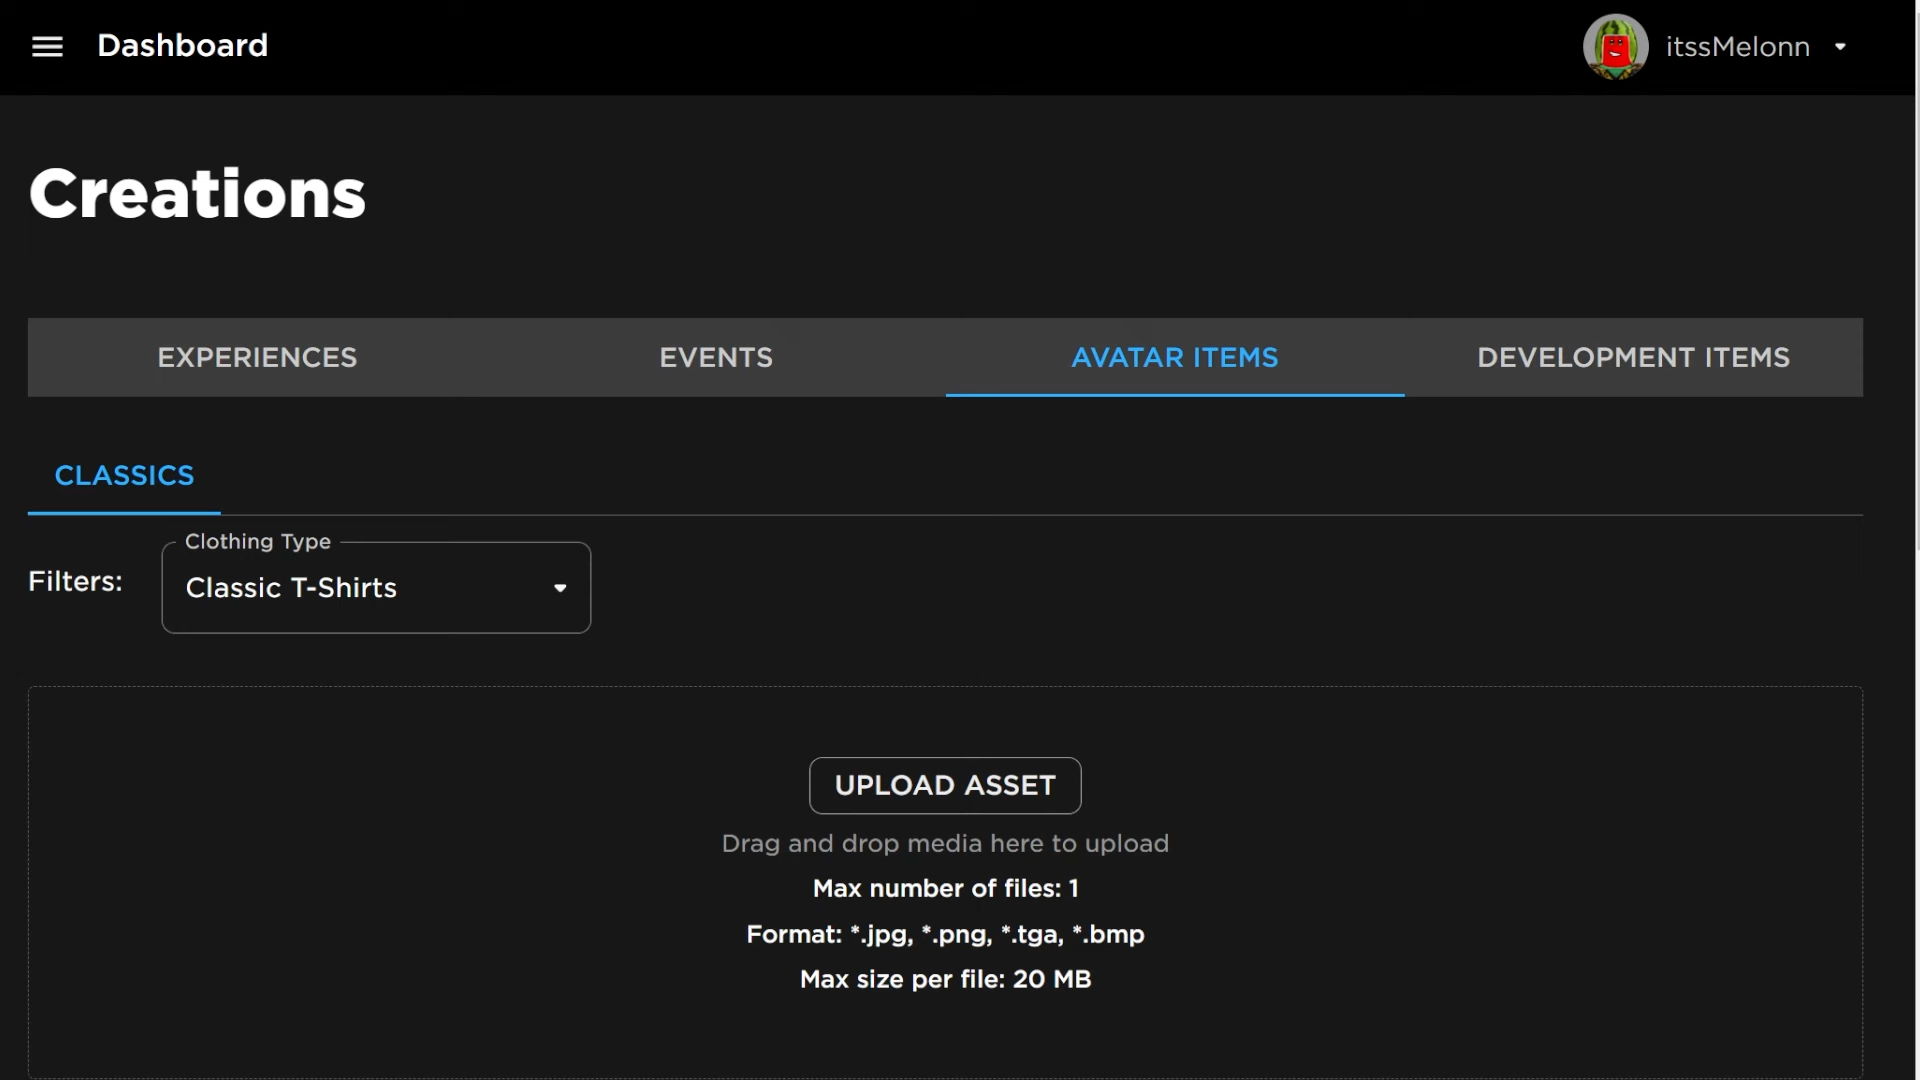 Dashboard
itssMelonn
Creations
EXPERIENCES
EVENTS
AVATAR ITEMS
DEVELOPMENT ITEMS
CLASSICS
Clothing Type
Filters:
Classic T-Shirts
UPLOAD ASSET
Drag and drop media here to upload
Max number of files: 1
Format: *.jpg, *.png, *.tga, *.bmp
Max size per file: 20 MB